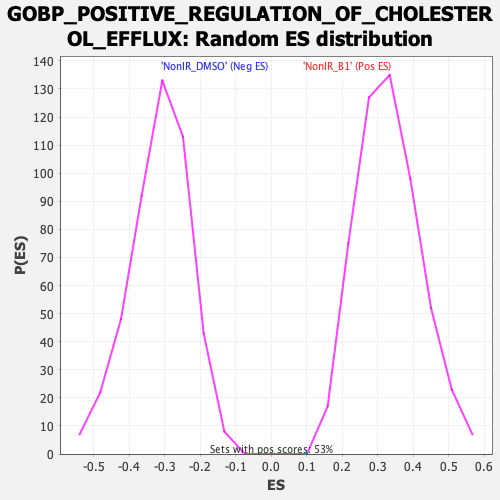 GOBP_POSITIVE_REGULATION_OF_CHOLESTER
OL_EFFLUX: Random ES distribution
'NonIR_DMSO' (Neg ES) 'NonIR_B1' (Pos ES)
140
130
120
110
100
90
80
70
60
50
40
30
20
10
0
P(ES)
Sets with pos scores: 53%
-0.5 -0.4 -0.3 -0.2 -0.1 0.0 0.1 0.2 0.3 0.4 0.5 0.6
ES